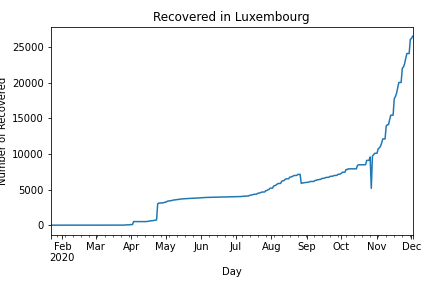 Recovered in Luxembourg
Number of Recovered
25000
20000
15000
10000
5000
0
Feb Mar Apr May Jun Jul Aug Sep Oct Nov Dec
2020
Day